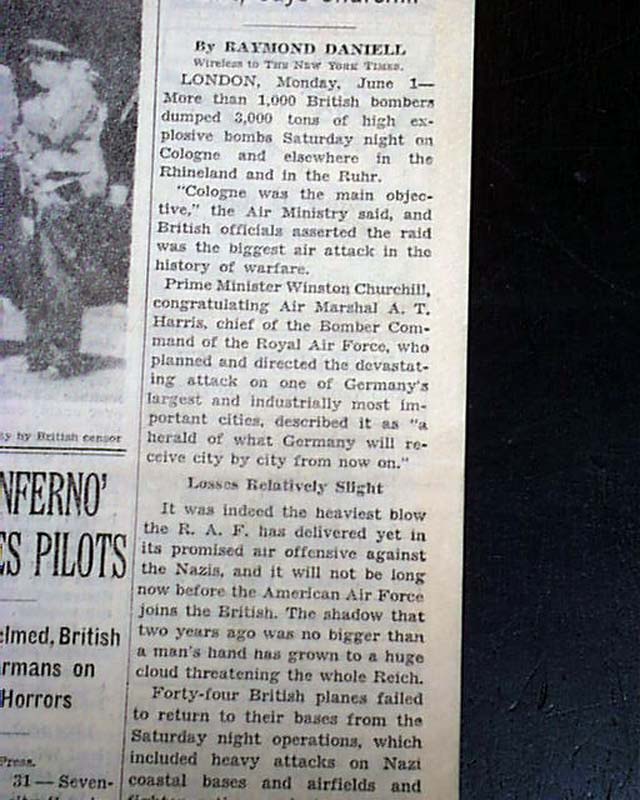 says Churchill
By RAYMOND DANIELL
Wireless to THE NEW YORK TIMES.
LONDON, Monday, June 1—
More than 1,000 British bombers
dumped 3,000 tons of high ex-
plosive bombs Saturday night on
Cologne and elsewhere in the
Rhineland and in the Ruhr.
"Cologne was the main objec-
tive," the Air Ministry said, and
British officials asserted the raid
was the biggest air attack in the
history of warfare.
Prime Minister Winston Churchill,
congratulating Air Marshal A. T.
Harris, chief of the Bomber Com-
mand of the Royal Air Force, who
planned and directed the devastat-
ing attack on one of Germany's
largest and industrially most im-
portant cities, described it as "a
herald of what Germany will re-
ceive city by city from now on."
Losses Relatively Slight
It was indeed the heaviest blow
the R. A. F. has delivered yet in
its promised air offensive against
the Nazis, and it will not be long
now before the American Air Force
joins the British. The shadow that
two years ago was no bigger than
a man's hand has grown to a huge
cloud threatening the whole Reich.
Forty-four British planes failed
to return to their bases from the
Saturday night operations, which
included heavy attacks on Nazi
coastal bases and airfields and
by British censor
NFERNO'
ES PILOTS
elmed, British
rmans on
Horrors
Press.
31—Seven-